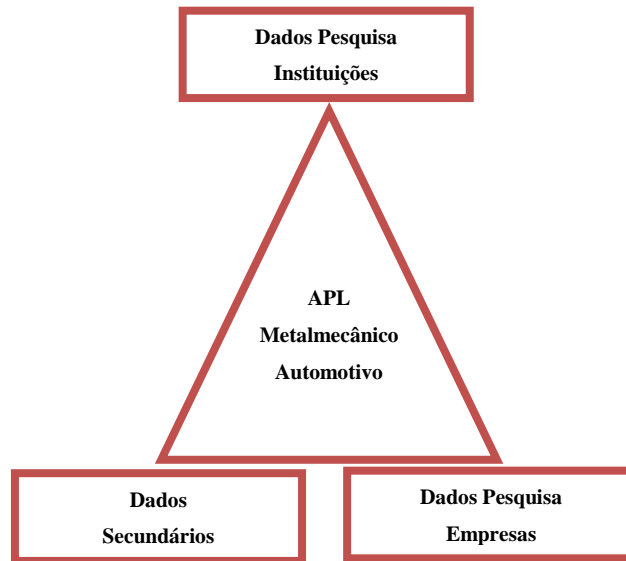 Dados Pesquisa
Instituições
APL
Metalmecânico
Automotivo
Dados
Secundários
Dados Pesquisa
Empresas